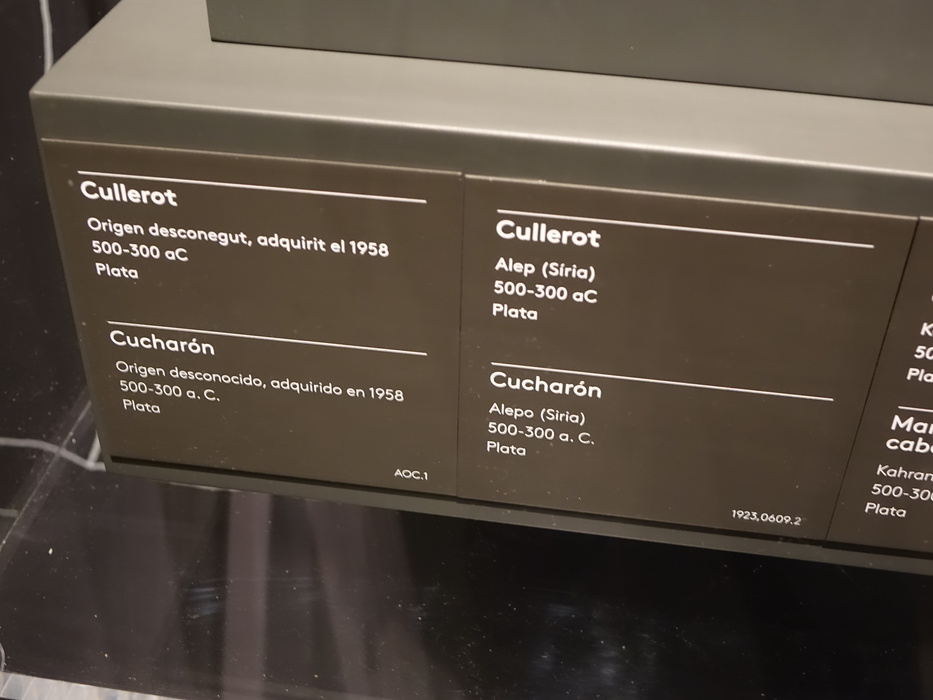 Cullerot
Origen desconegut, adquirit el 1958
500-300 aC
Plata
Cucharón
Origen desconocido, adquirido en 1958
500-300 a. C.
Plata
AOC.1
Cullerot
Alep (Síria)
500-300 aC
Plata
Cucharón
Alepo (Siria)
500-300 a. C.
Plata
1923,0609.2
500-300
Plata